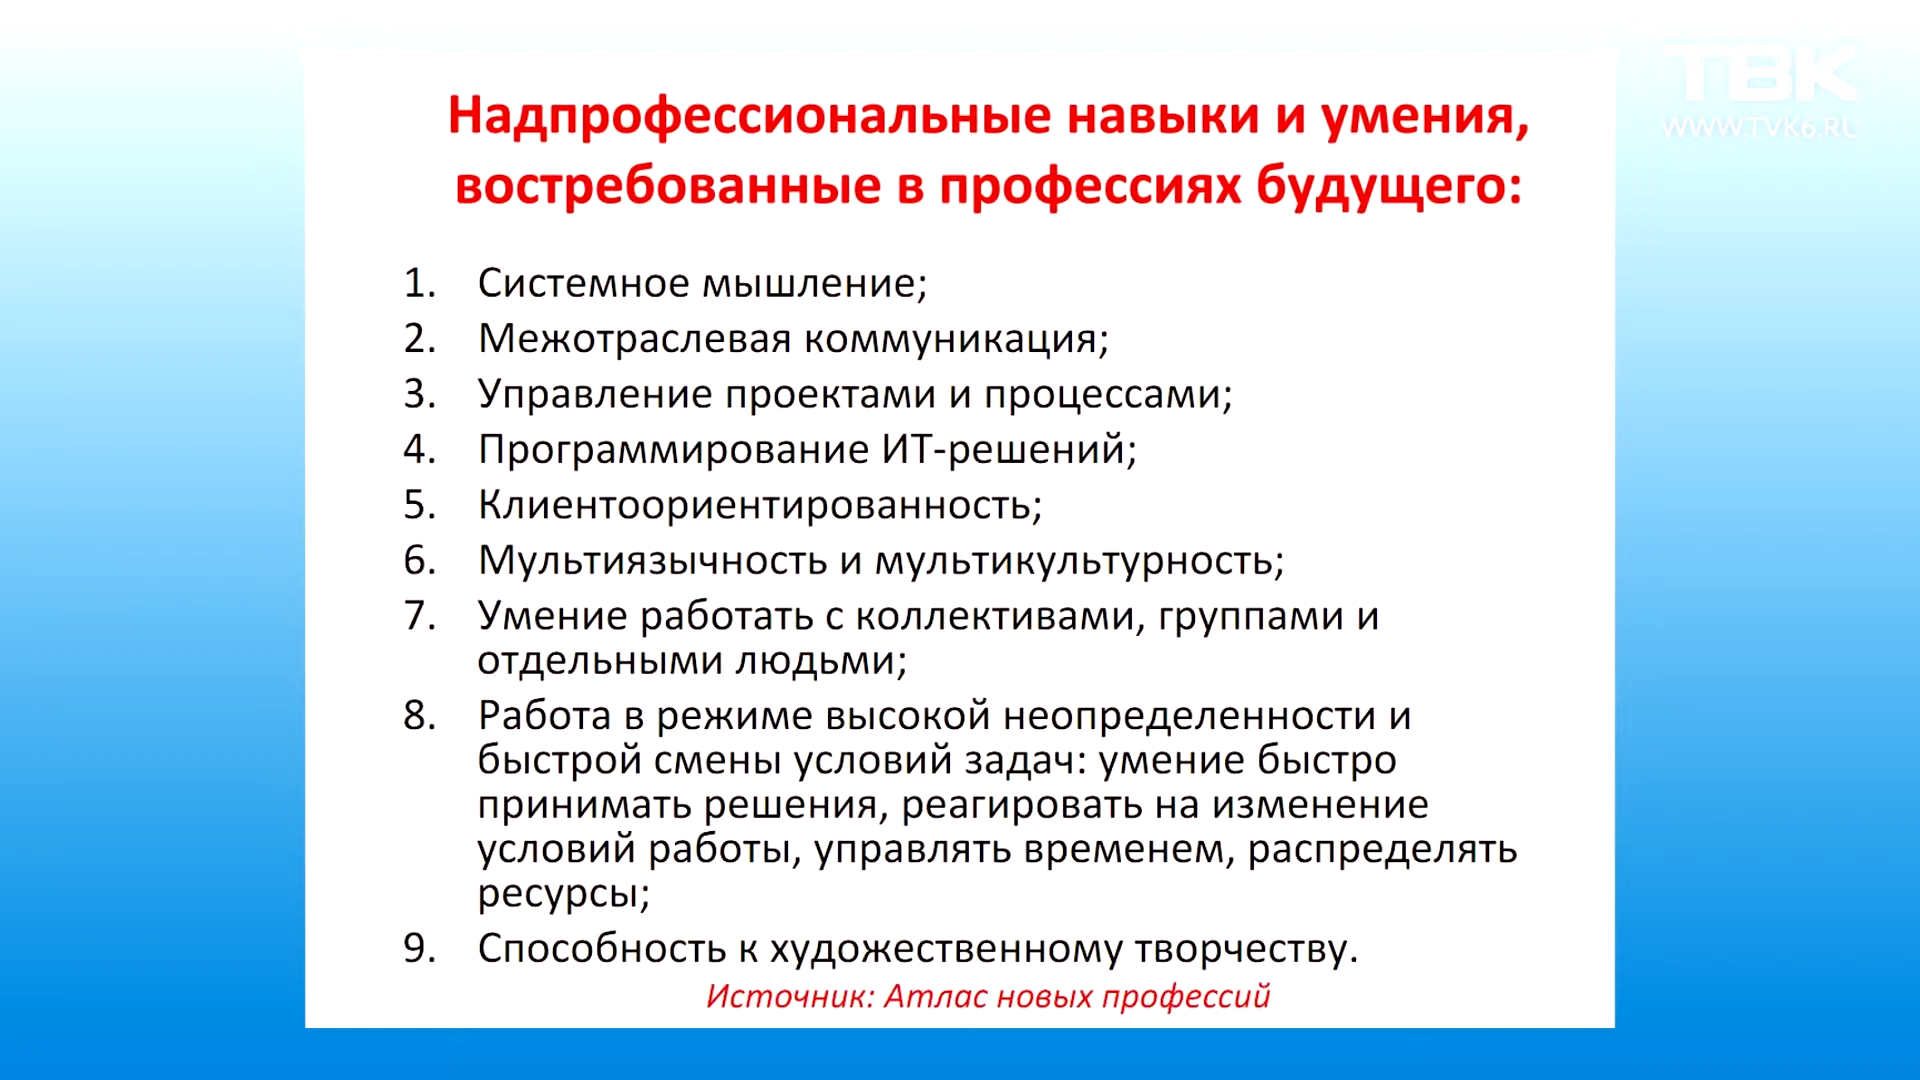 ТВК
WWW.TVK6.RU
Надпрофессиональные навыки и умения,
востребованные в профессиях будущего:
1. Системное мышление;
2. Межотраслевая коммуникация;
3. Управление проектами и процессами;
4. Программирование ИТ-решений;
5. Клиентоориентированность;
6. Мультиязычность и мультикультурность;
7. Умение работать с коллективами, группами и
отдельными людьми;
8. Работа в режиме высокой неопределенности и
быстрой смены условий задач: умение быстро
принимать решения, реагировать на изменение
условий работы, управлять временем, распределять
ресурсы;
9. Способность к художественному творчеству.
Источник: Атлас новых профессий